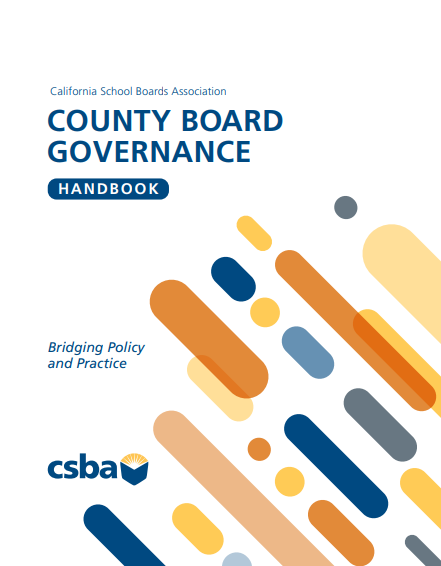 California School Boards Association
COUNTY BOARD
GOVERNANCE
HANDBOOK
Bridging Policy
and Practice
csba